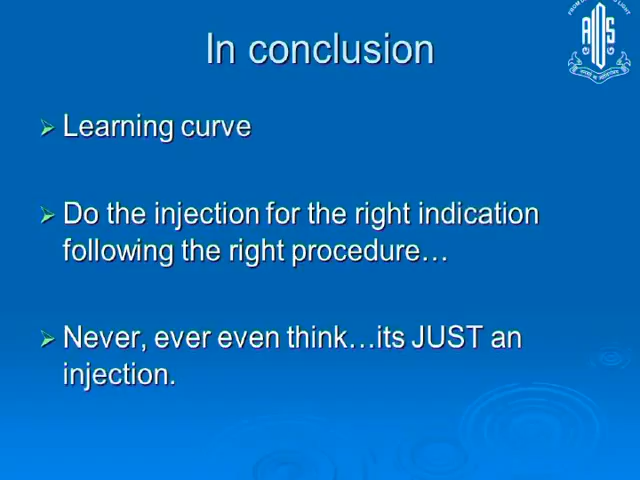 In conclusion
Learning curve
Do the injection for the right indication
following the right procedure…
Never, ever even think…its JUST an
injection.
AIOS